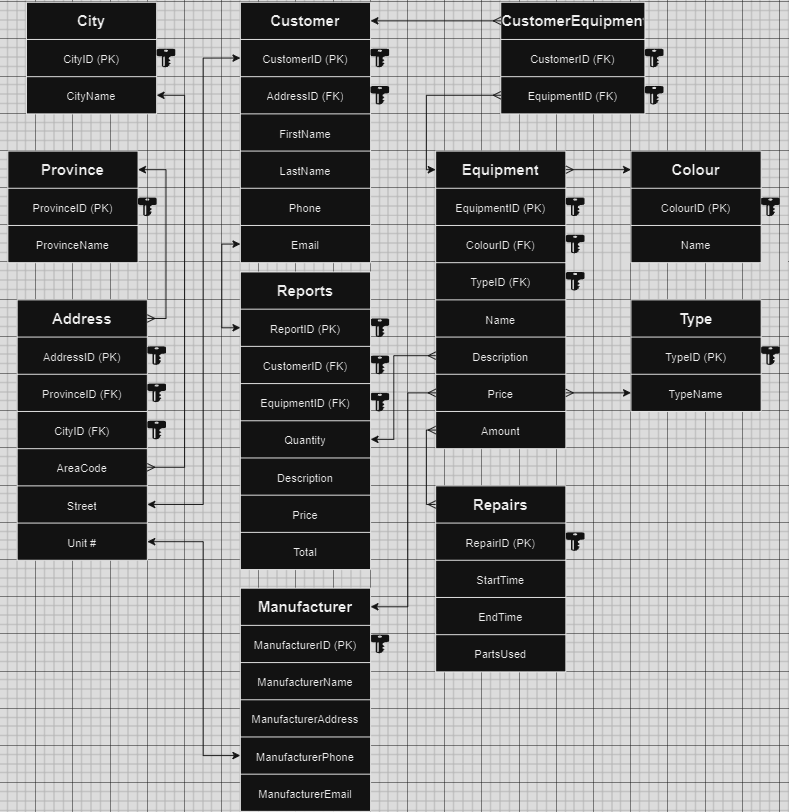 City
CityID (PK)
CityName
Customer
CustomerID (PK)
AddressID (FK)
FirstName
LastName
Phone
Email
CustomerEquipmen
CustomerID (FK)
EquipmentID (FK)
Province
ProvinceID (PK)
ProvinceName
Equipment
EquipmentID (PK)
ColourID (FK)
TypeID (FK)
Name
Description
Price
Amount
Colour
ColourID (PK)
Name
Address
AddressID (PK)
ProvinceID (FK)
CityID (FK)
AreaCode
Street
Unit #
Reports
ReportID (PK)
CustomerID (FK)
EquipmentID (FK)
Quantity
Description
Price
Total
Type
TypeID (PK)
TypeName
Repairs
RepairID (PK)
StartTime
EndTime
PartsUsed
Manufacturer
ManufacturerID (PK)
ManufacturerName
ManufacturerAddress
ManufacturerPhone
ManufacturerEmail